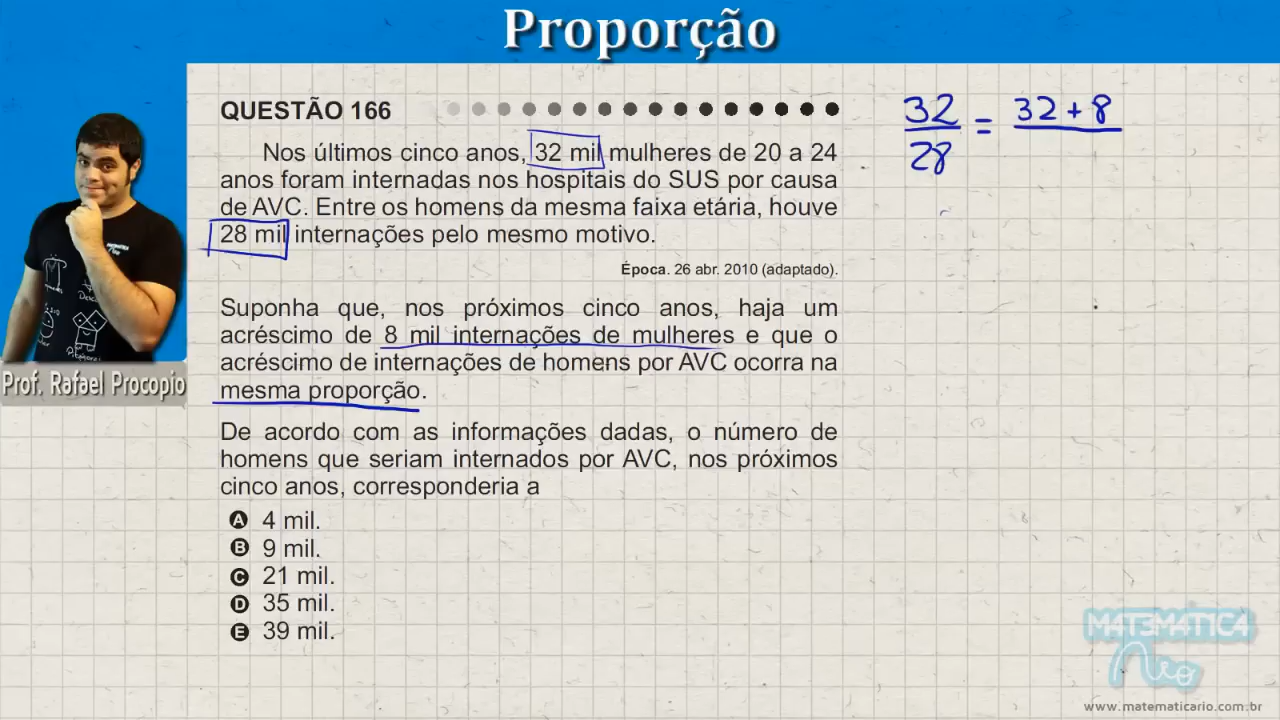 Proporção
QUESTÃO 166
Nos últimos cinco anos, 32 mil mulheres de 20 a 24
anos foram internadas nos hospitais do SUS por causa
de AVC. Entre os homens da mesma faixa etária, houve
28 mil internações pelo mesmo motivo.
Época. 26 abr. 2010 (adaptado).
Suponha que, nos próximos cinco anos, haja um
acréscimo de 8 mil internações de mulheres e que o
acréscimo de internações de homens por AVC ocorra na
mesma proporção.
De acordo com as informações dadas, o número de
homens que seriam internados por AVC, nos próximos
cinco anos, corresponderia a
A 4 mil.
B 9 mil.
C 21 mil.
D 35 mil.
E 39 mil.
32 = 32 + 8
28
Prof. Rafael Procopio
MATEMÁTICA
Rio
MATEMATICA
Rio
www.matematicario.com.br